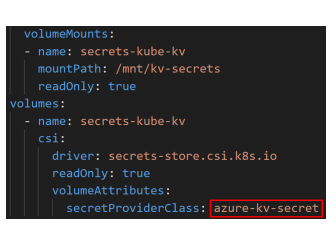 volumeMounts:
- name: secrets-kube-kv
mountPath: /mnt/kv-secrets
readOnly: true
volumes:
- name: secrets-kube-kv
csi:
driver: secrets-store.csi.k8s.io
readOnly: true
volumeAttributes:
secretProviderClass: azure-kv-secret